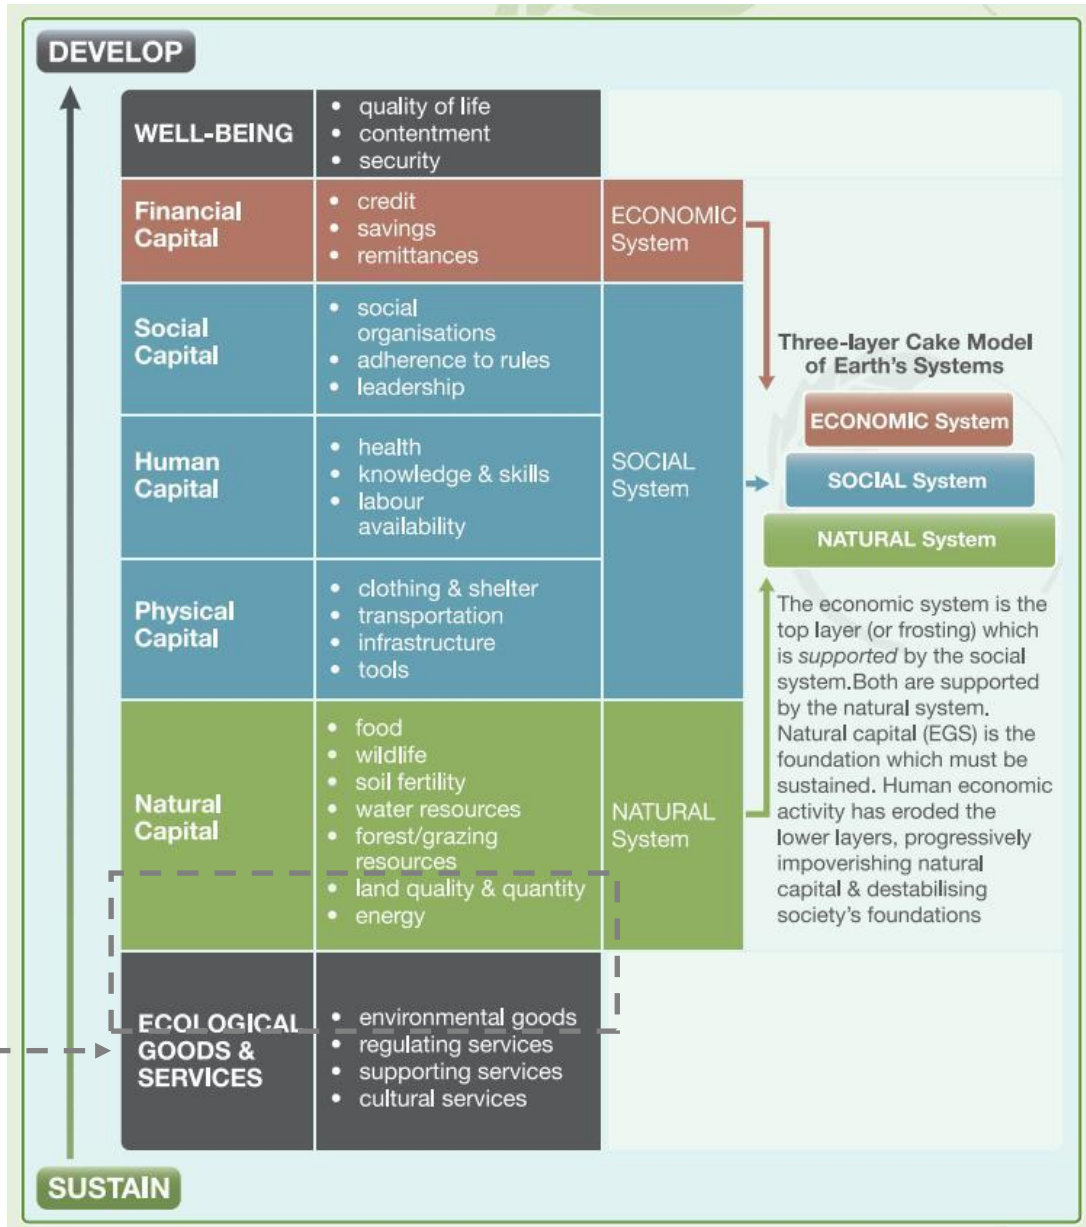 DEVELOP
WELL-BEING
• quality of life
• contentment
• security
Financial
Capital
• credit
• savings
• remittances
ECONOMIC
System
Social
Capital
• social
organisations
• adherence to rules
• leadership
Human
Capital
• health
• knowledge & skills
• labour
availability
SOCIAL
System
Physical
Capital
• clothing & shelter
• transportation
• infrastructure
• tools
Natural
Capital
• food
• wildlife
• soil fertility
• water resources
• forest/grazing
resources
• land quality & quantity
• energy
NATURAL
System
ECOLOGICAL
GOODS &
SERVICES
• environmental goods
• regulating services
• supporting services
• cultural services
SUSTAIN
Three-layer Cake Model
of Earth's Systems
ECONOMIC System
SOCIAL System
NATURAL System
The economic system is the
top layer (or frosting) which
is supported by the social
system.Both are supported
by the natural system.
Natural capital (EGS) is the
foundation which must be
sustained. Human economic
activity has eroded the
lower layers, progressively
impoverishing natural
capital & destabilising
society's foundations